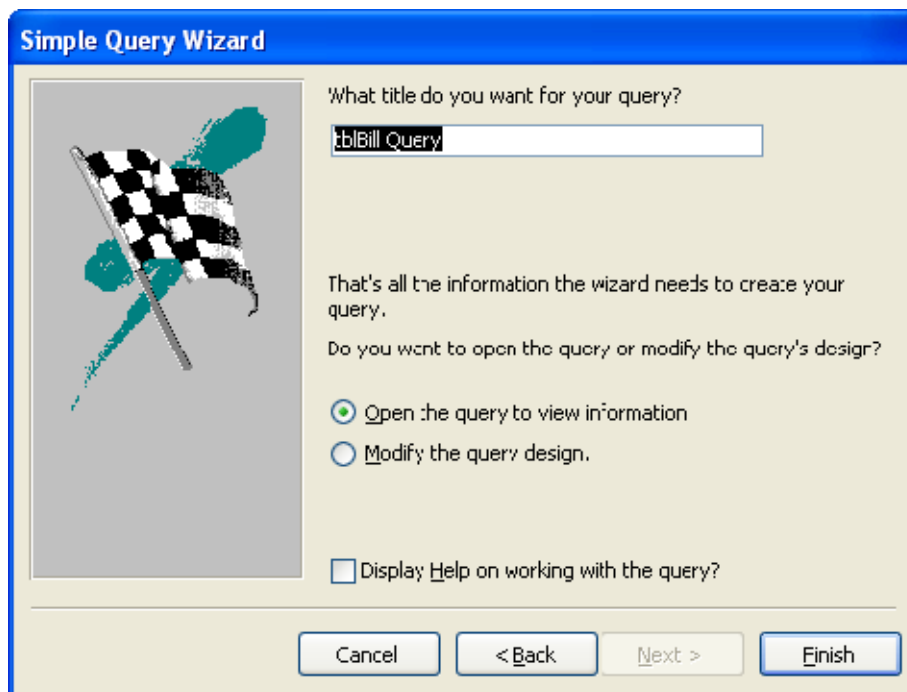 Simple Query Wizard
What title do you want for your query?
tblBill Query
That's all the information the wizard needs to create your
query.
Do you want to open the query or modify the query's design?
Open the query to view information
Modify the query design.
Display Help on working with the query?
Cancel
< Back
Next >
Finish